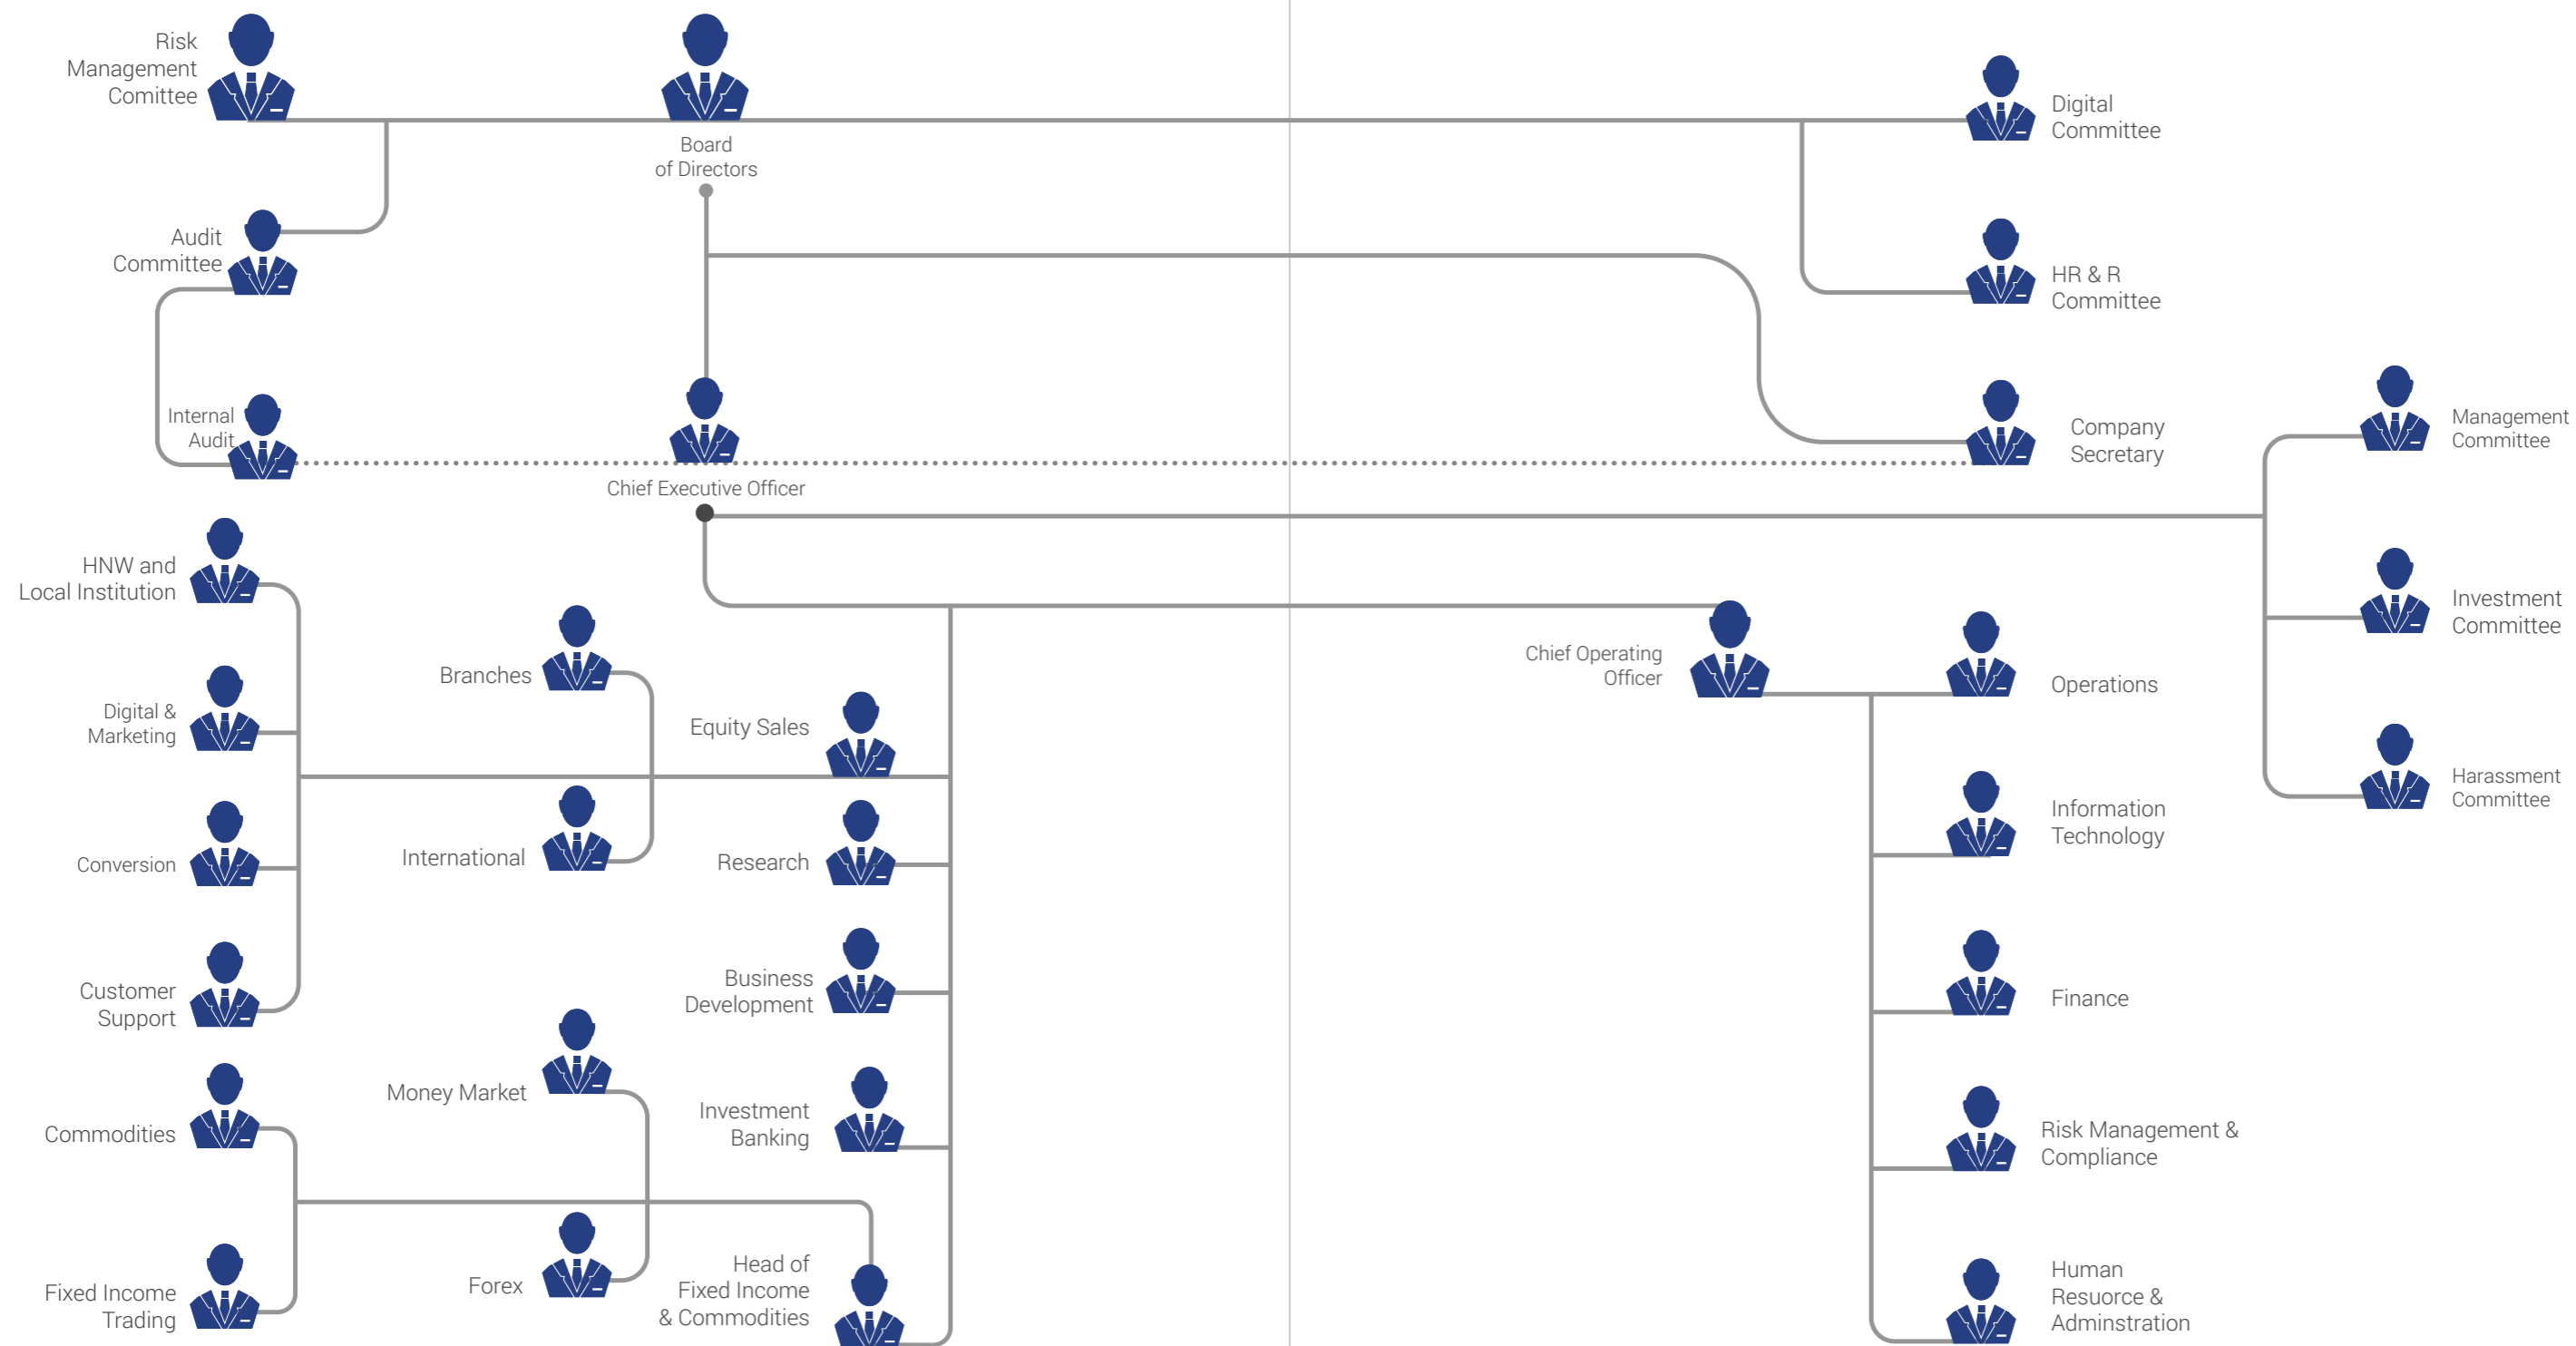 Risk
Management
Comittee
Board
of Directors
Digital
Committee
Audit
Committee
HR & R
Committee
Internal
Audit
Chief Executive Officer
Company
Secretary
Management
Committee
HNW and
Local Institution
Branches
Digital &
Marketing
Equity Sales
Conversion
International
Research
Customer
Support
Business
Development
Commodities
Money Market
Investment
Banking
Fixed Income
Trading
Forex
Head of
Fixed Income
& Commodities
Chief Operating
Officer
Operations
Information
Technology
Finance
Risk Management &
Compliance
Human
Resuorce &
Adminstration
Investment
Committee
Harassment
Committee